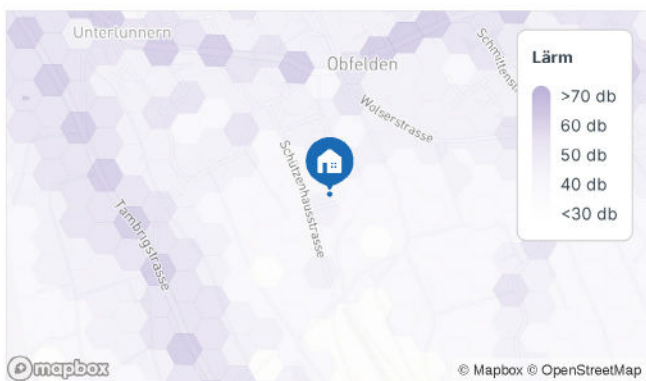 Unterlunnern
Obfelden
Schmittenstr
Wolserstrasse
Schützenhausstrasse
Tambrigstrasse
Lärm
>70 db
60 db
50 db
40 db
<30 db
mapbox
© Mapbox © OpenStreetMap